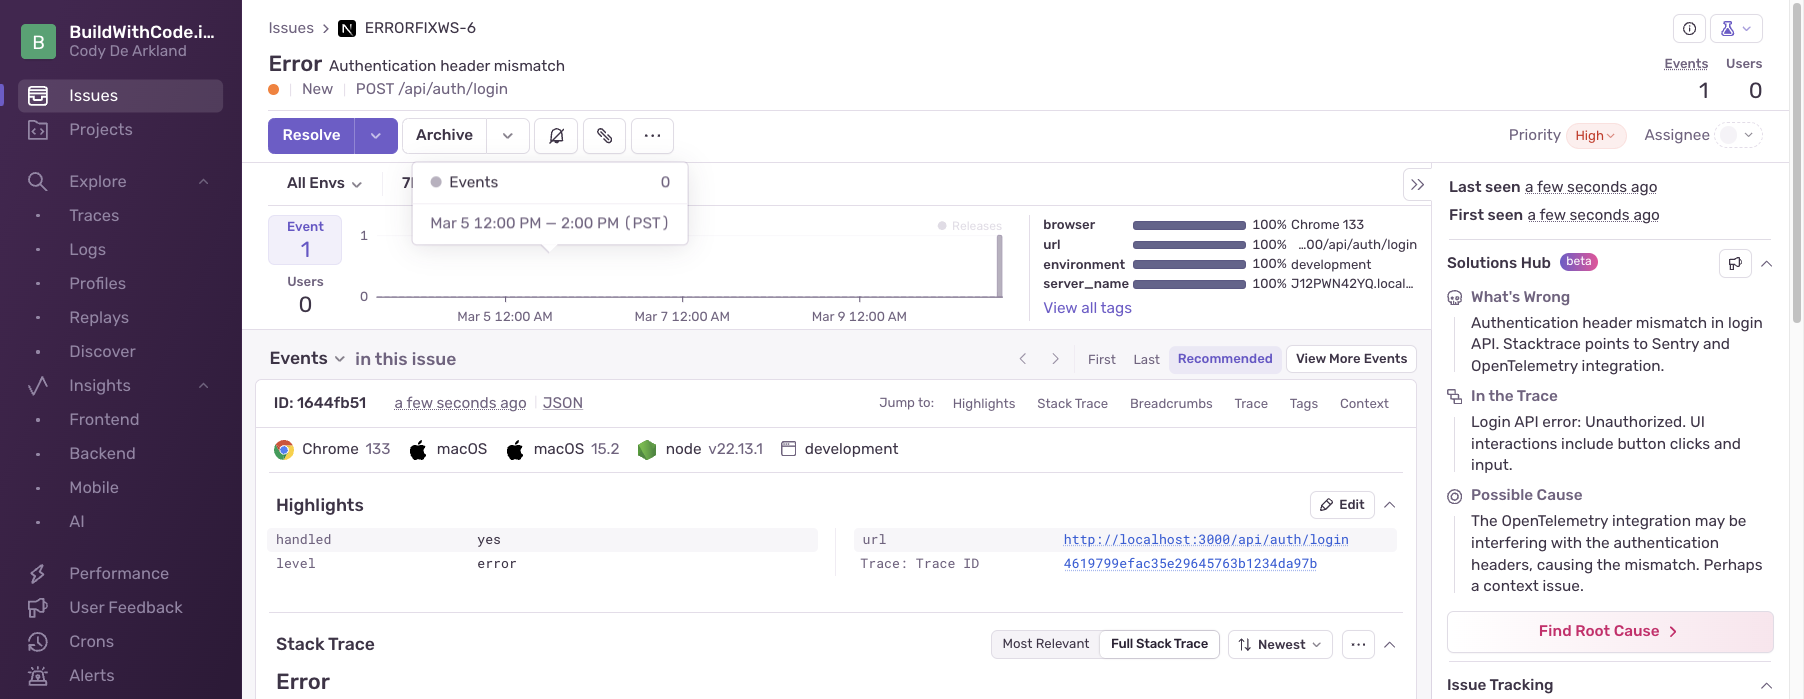 B
BuildWithCode.i...
Cody De Arkland
Issues
Projects
Explore
Traces
Logs
Profiles
Replays
Discover
Insights
Frontend
Backend
Mobile
AI
Performance
User Feedback
Crons
Alerts
Issues > N ERRORFIXWS-6
Error Authentication header mismatch
New POST /api/auth/login
Events Users
1 0
Resolve Archive
Priority High Assignee
All Envs
Events 0
Mar 5 12:00 PM – 2:00 PM (PST)
Event
1
Users
0
Releases
1
0
Mar 5 12:00 AM Mar 7 12:00 AM Mar 9 12:00 AM
browser 100% Chrome 133
url 100% …00/api/auth/login
environment 100% development
server_name 100% J12PWN42YQ.local…
View all tags
Events in this issue
First Last Recommended View More Events
ID: 1644fb51 a few seconds ago JSON
Jump to: Highlights Stack Trace Breadcrumbs Trace Tags Context
Chrome 133 macOS macOS 15.2 node v22.13.1 development
Highlights
Edit
handled yes
level error
url http://localhost:3000/api/auth/login
Trace: Trace ID 4619799efac35e29645763b1234da97b
Stack Trace
Most Relevant Full Stack Trace Newest
Error
Last seen a few seconds ago
First seen a few seconds ago
Solutions Hub beta
What's Wrong
Authentication header mismatch in login
API. Stacktrace points to Sentry and
OpenTelemetry integration.
In the Trace
Login API error: Unauthorized. UI
interactions include button clicks and
input.
Possible Cause
The OpenTelemetry integration may be
interfering with the authentication
headers, causing the mismatch. Perhaps
a context issue.
Find Root Cause
Issue Tracking